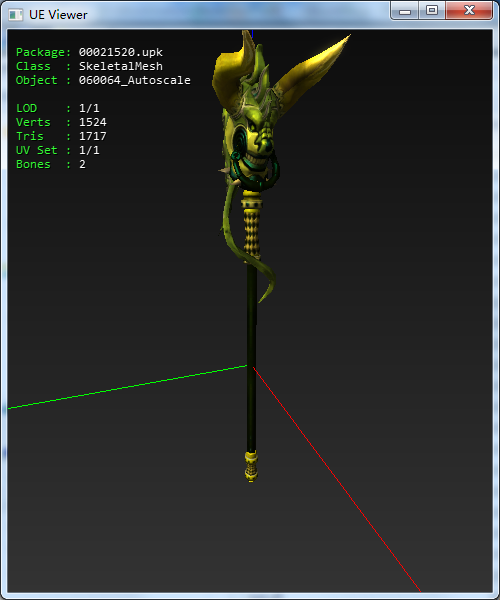 UE Viewer
Package: 00021520.upk
Class  : SkeletalMesh
Object : 060064_Autoscale
LOD    : 1/1
Verts  : 1524
Tris   : 1717
UV Set : 1/1
Bones  : 2